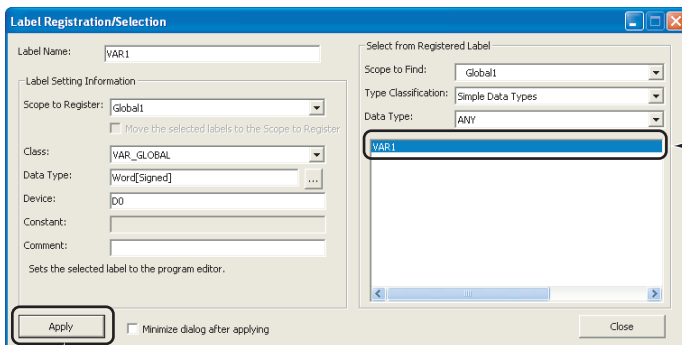 Label Registration/Selection
Label Name:
VAR1
Label Setting Information
Scope to Register:
Global1
Move the selected labels to the Scope to Register
Class:
VAR_GLOBAL
Data Type:
Word[Signed]
...
Device:
D0
Constant:
Comment:
Sets the selected label to the program editor.
Select from Registered Label
Scope to Find:
Global1
Type Classification:
Simple Data Types
Data Type:
ANY
VAR1
Apply
Minimize dialog after applying
Close